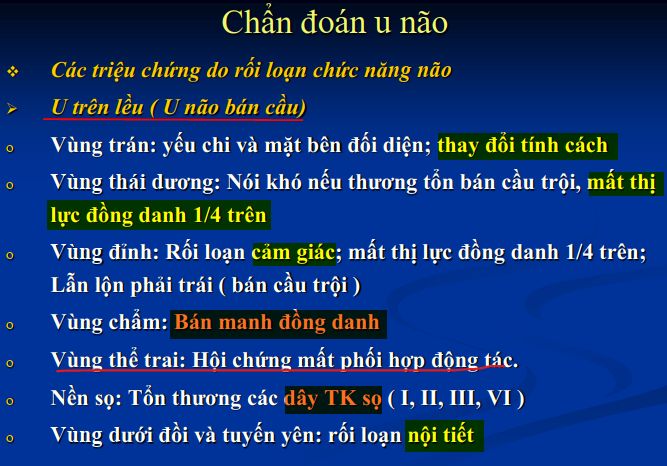 Chẩn đoán u não
Các triệu chứng do rối loạn chức năng não
U trên lều ( U não bán cầu)
Vùng trán: yếu chi và mặt bên đối diện; thay đổi tính cách
Vùng thái dương: Nói khó nếu thương tổn bán cầu trội, mất thị
lực đồng danh 1/4 trên
Vùng đỉnh: Rối loạn cảm giác; mất thị lực đồng danh 1/4 trên;
Lẫn lộn phải trái ( bán cầu trội )
Vùng chẩm: Bán manh đồng danh
Vùng thể trai: Hội chứng mất phối hợp động tác.
Nền sọ: Tổn thương các dây TK sọ ( I, II, III, VI )
Vùng dưới đồi và tuyến yên: rối loạn nội tiết